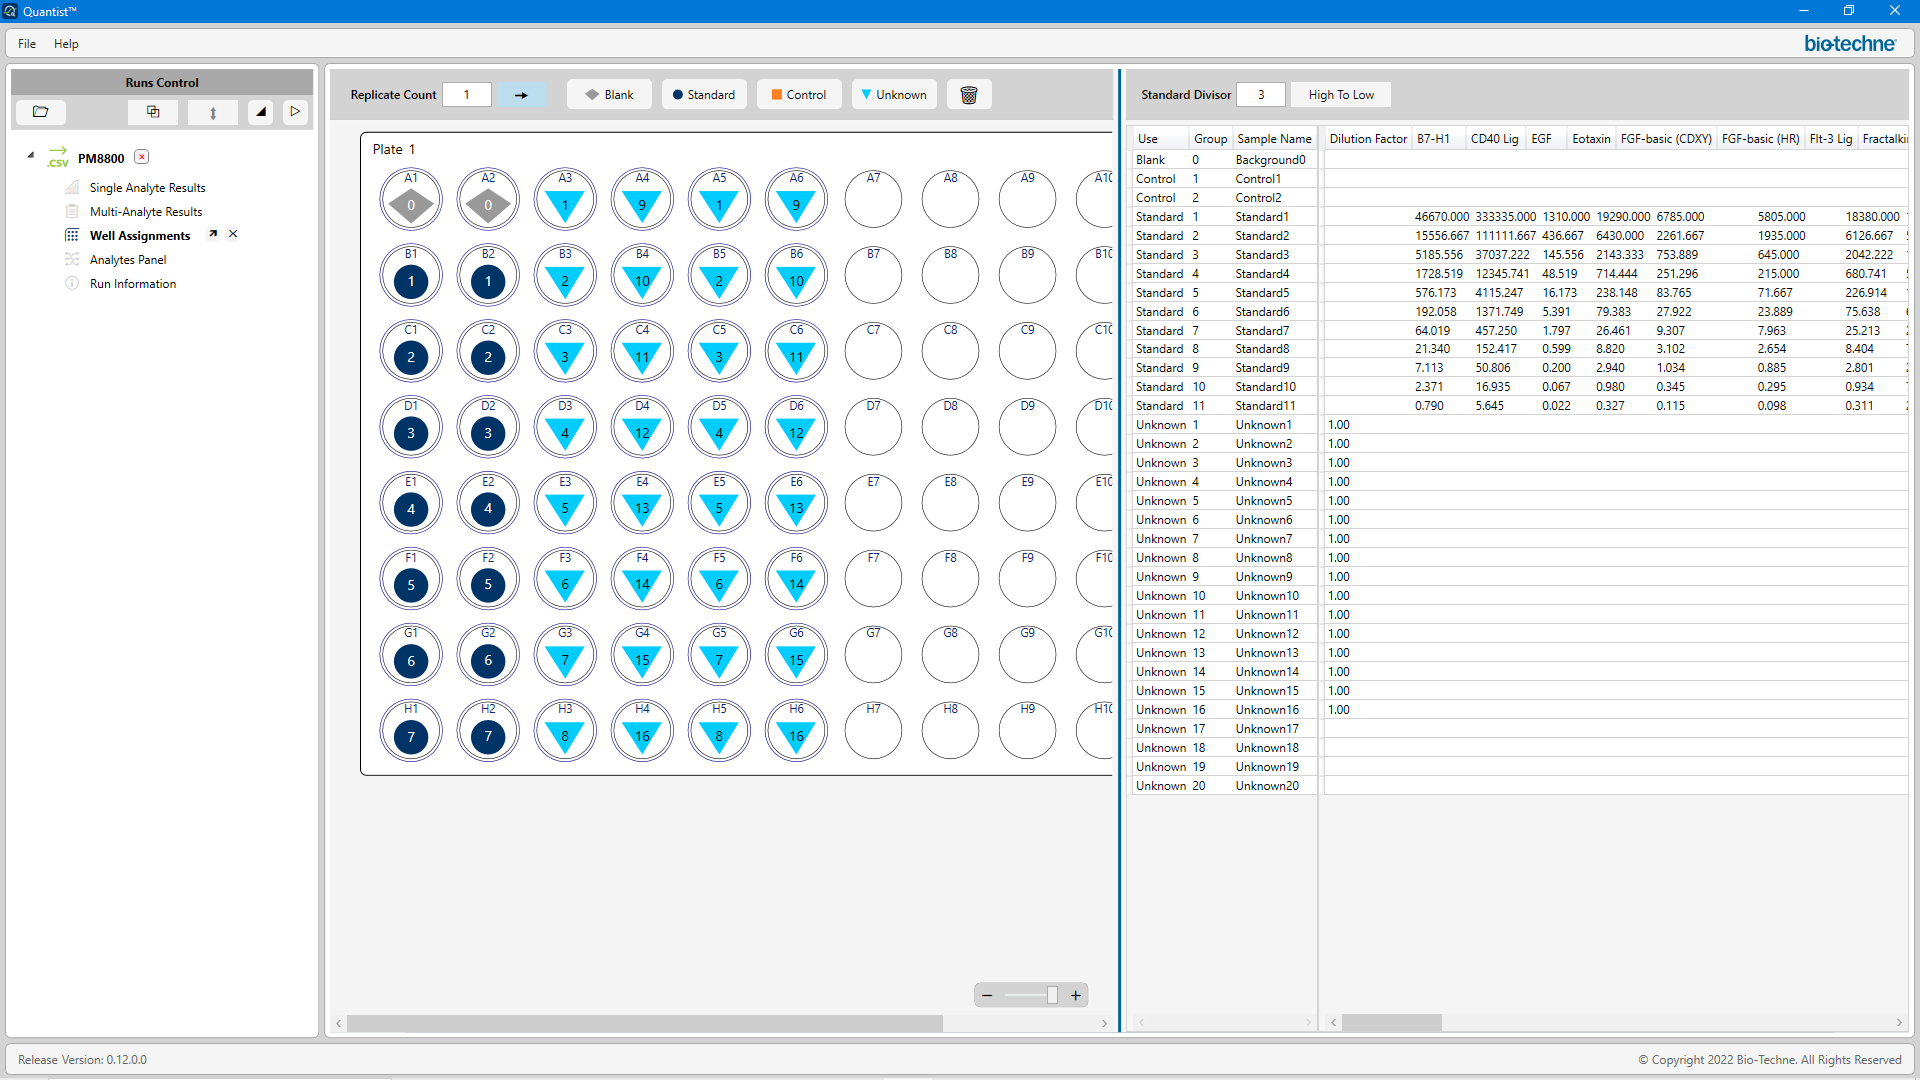 Quantist™
File Help
bio-techne
Runs Control
PM8800
.CSV
Single Analyte Results
Multi-Analyte Results
Well Assignments
Analytes Panel
Run Information
Replicate Count 1 Blank Standard Control Unknown
Plate 1
A1 A2 A3 A4 A5 A6 A7 A8 A9 A10
0 0 1 9 1 9
B1 B2 B3 B4 B5 B6 B7 B8 B9 B10
1 1 2 10 2 10
C1 C2 C3 C4 C5 C6 C7 C8 C9 C10
2 2 3 11 3 11
D1 D2 D3 D4 D5 D6 D7 D8 D9 D10
3 3 4 12 4 12
E1 E2 E3 E4 E5 E6 E7 E8 E9 E10
4 4 5 13 5 13
F1 F2 F3 F4 F5 F6 F7 F8 F9 F10
5 5 6 14 6 14
G1 G2 G3 G4 G5 G6 G7 G8 G9 G10
6 6 7 15 7 15
H1 H2 H3 H4 H5 H6 H7 H8 H9 H10
7 7 8 16 8 16
Standard Divisor 3 High To Low
Use Group Sample Name Dilution Factor B7-H1 CD40 Lig EGF Eotaxin FGF-basic (CDXY) FGF-basic (HR) Flt-3 Lig Fractalki
Blank 0 Background0
Control 1 Control1
Control 2 Control2
Standard 1 Standard1 46670.000 333335.000 1310.000 19290.000 6785.000 5805.000 18380.000
Standard 2 Standard2 15556.667 111111.667 436.667 6430.000 2261.667 1935.000 6126.667
Standard 3 Standard3 5185.556 37037.222 145.556 2143.333 753.889 645.000 2042.222
Standard 4 Standard4 1728.519 12345.741 48.519 714.444 251.296 215.000 680.741
Standard 5 Standard5 576.173 4115.247 16.173 238.148 83.765 71.667 226.914
Standard 6 Standard6 192.058 1371.749 5.391 79.383 27.922 23.889 75.638
Standard 7 Standard7 64.019 457.250 1.797 26.461 9.307 7.963 25.213
Standard 8 Standard8 21.340 152.417 0.599 8.820 3.102 2.654 8.404
Standard 9 Standard9 7.113 50.806 0.200 2.940 1.034 0.885 2.801
Standard 10 Standard10 2.371 16.935 0.067 0.980 0.345 0.295 0.934
Standard 11 Standard11 0.790 5.645 0.022 0.327 0.115 0.098 0.311
Unknown 1 Unknown1 1.00
Unknown 2 Unknown2 1.00
Unknown 3 Unknown3 1.00
Unknown 4 Unknown4 1.00
Unknown 5 Unknown5 1.00
Unknown 6 Unknown6 1.00
Unknown 7 Unknown7 1.00
Unknown 8 Unknown8 1.00
Unknown 9 Unknown9 1.00
Unknown 10 Unknown10 1.00
Unknown 11 Unknown11 1.00
Unknown 12 Unknown12 1.00
Unknown 13 Unknown13 1.00
Unknown 14 Unknown14 1.00
Unknown 15 Unknown15 1.00
Unknown 16 Unknown16 1.00
Unknown 17 Unknown17
Unknown 18 Unknown18
Unknown 19 Unknown19
Unknown 20 Unknown20
Release Version: 0.12.0.0
© Copyright 2022 Bio-Techne. All Rights Reserved